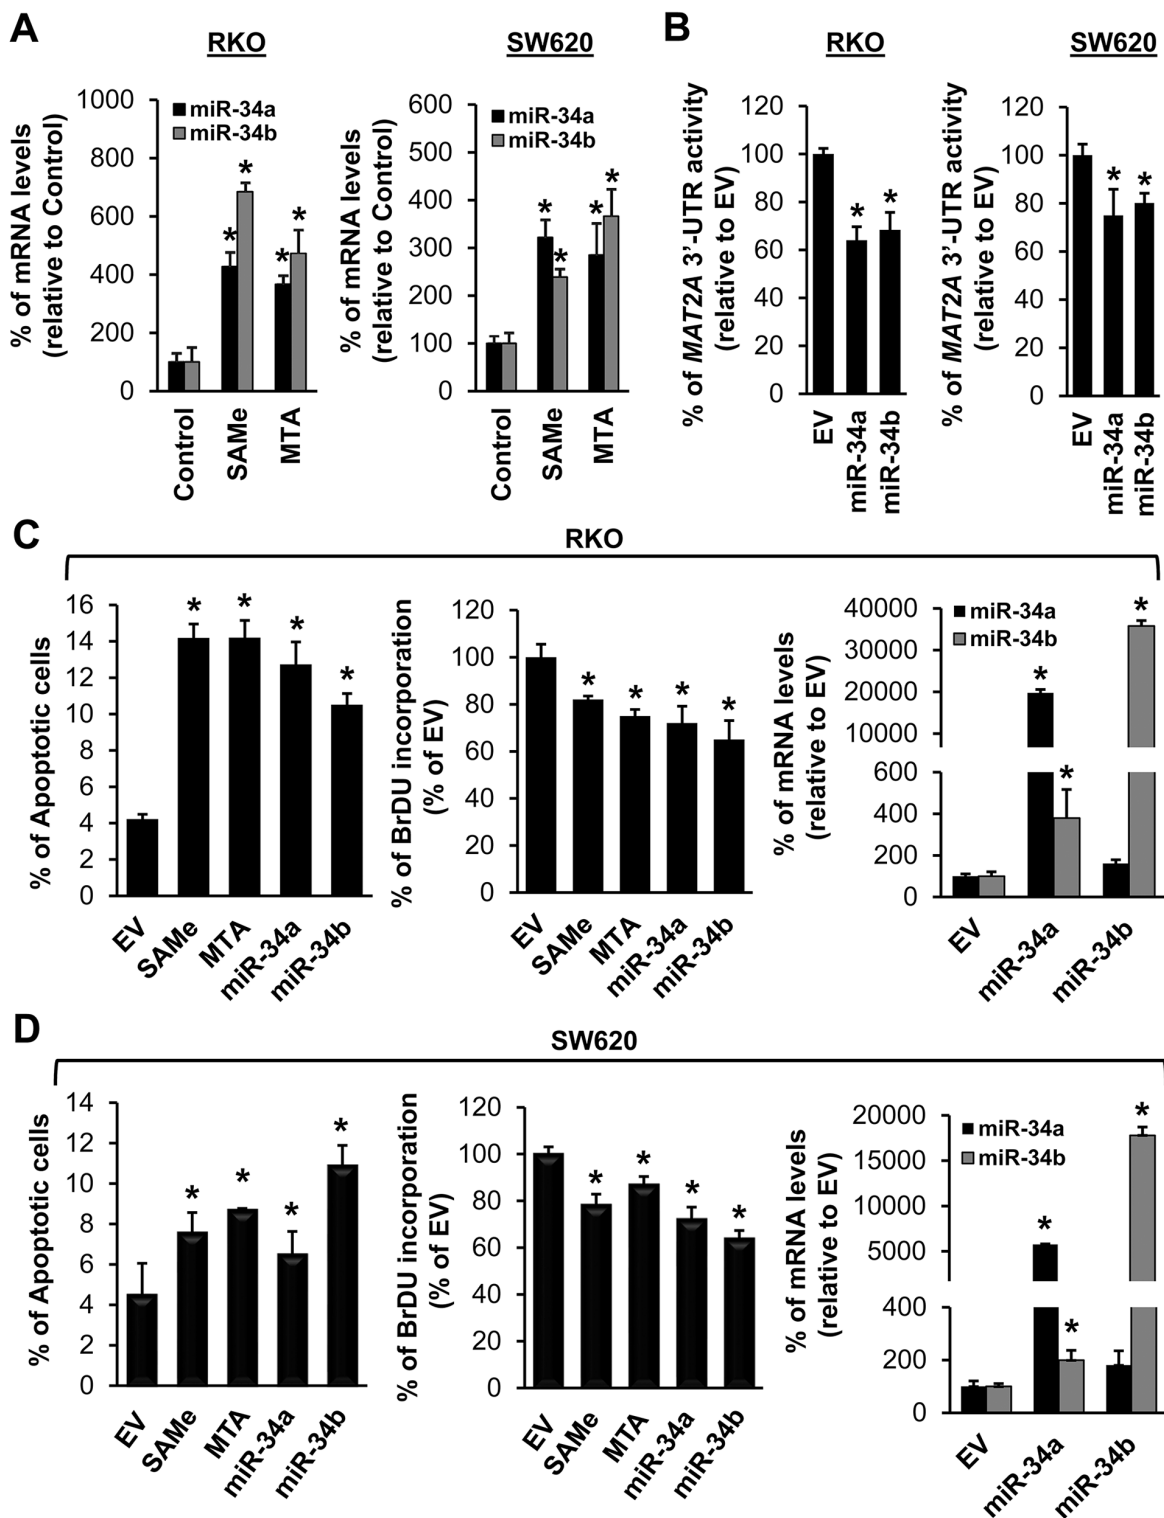 A
RKO
% of mRNA levels
(relative to Control)
1000
800
600
400
200
0
miR-34a
miR-34b
*
*
*
*
Control
SAMe
MTA
SW620
% of mRNA levels
(relative to Control)
600
500
400
300
200
100
0
miR-34a
miR-34b
*
*
*
*
Control
SAMe
MTA
B
RKO
% of MAT2A 3’-UTR activity
(relative to EV)
120
100
80
60
40
20
0
*
*
EV
miR-34a
miR-34b
SW620
% of MAT2A 3’-UTR activity
(relative to EV)
120
100
80
60
40
20
0
*
*
EV
miR-34a
miR-34b
C
RKO
% of Apoptotic cells
16
14
12
10
8
6
4
2
0
*
*
*
*
EV
SAMe
MTA
miR-34a
miR-34b
% of BrDU incorporation
(% of EV)
120
100
80
60
40
20
0
*
*
*
*
EV
SAMe
MTA
miR-34a
miR-34b
% of mRNA levels
(relative to EV)
40000
30000
20000
10000
600
400
200
0
miR-34a
miR-34b
*
*
*
EV
miR-34a
miR-34b
D
SW620
% of Apoptotic cells
14
12
10
8
6
4
2
0
*
*
*
*
EV
SAMe
MTA
miR-34a
miR-34b
% of BrDU incorporation
(% of EV)
120
100
80
60
40
20
0
*
*
*
*
EV
SAMe
MTA
miR-34a
miR-34b
% of mRNA levels
(relative to EV)
20000
15000
10000
5000
400
200
0
miR-34a
miR-34b
*
*
*
EV
miR-34a
miR-34b